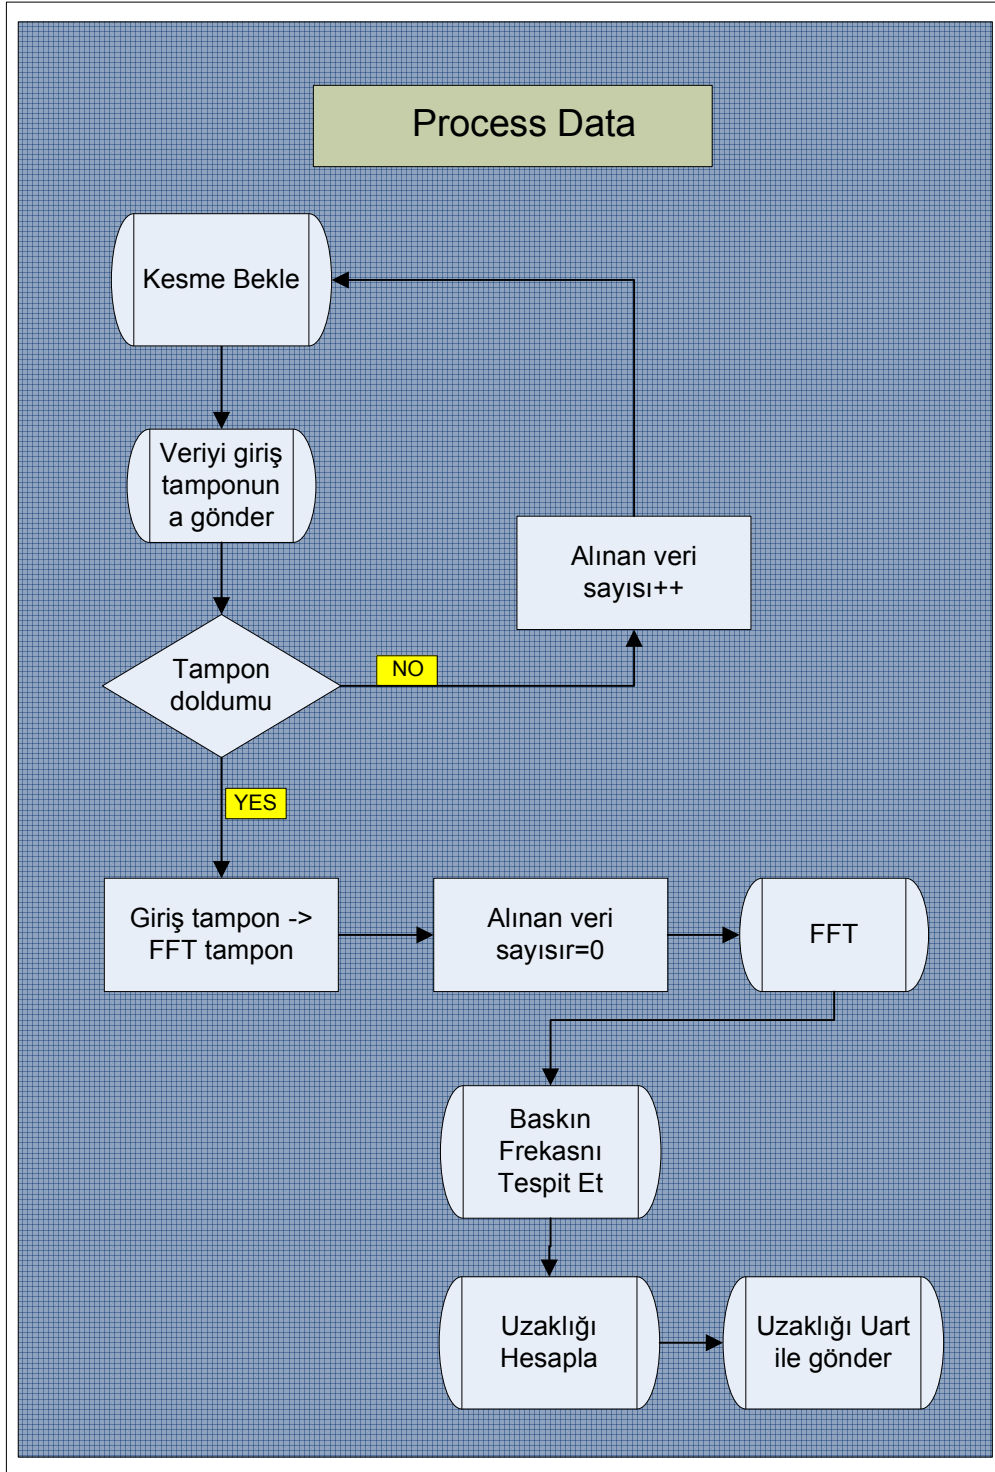 Process Data
Kesme Bekle
Veriyi giriş
tamponun
a gönder
Alınan veri
sayısı++
Tampon
doldumu
NO
YES
Giriş tampon ->
FFT tampon
Alınan veri
sayısır=0
FFT
Baskın
Frekasnı
Tespit Et
Uzaklığı
Hesapla
Uzaklığı Uart
ile gönder